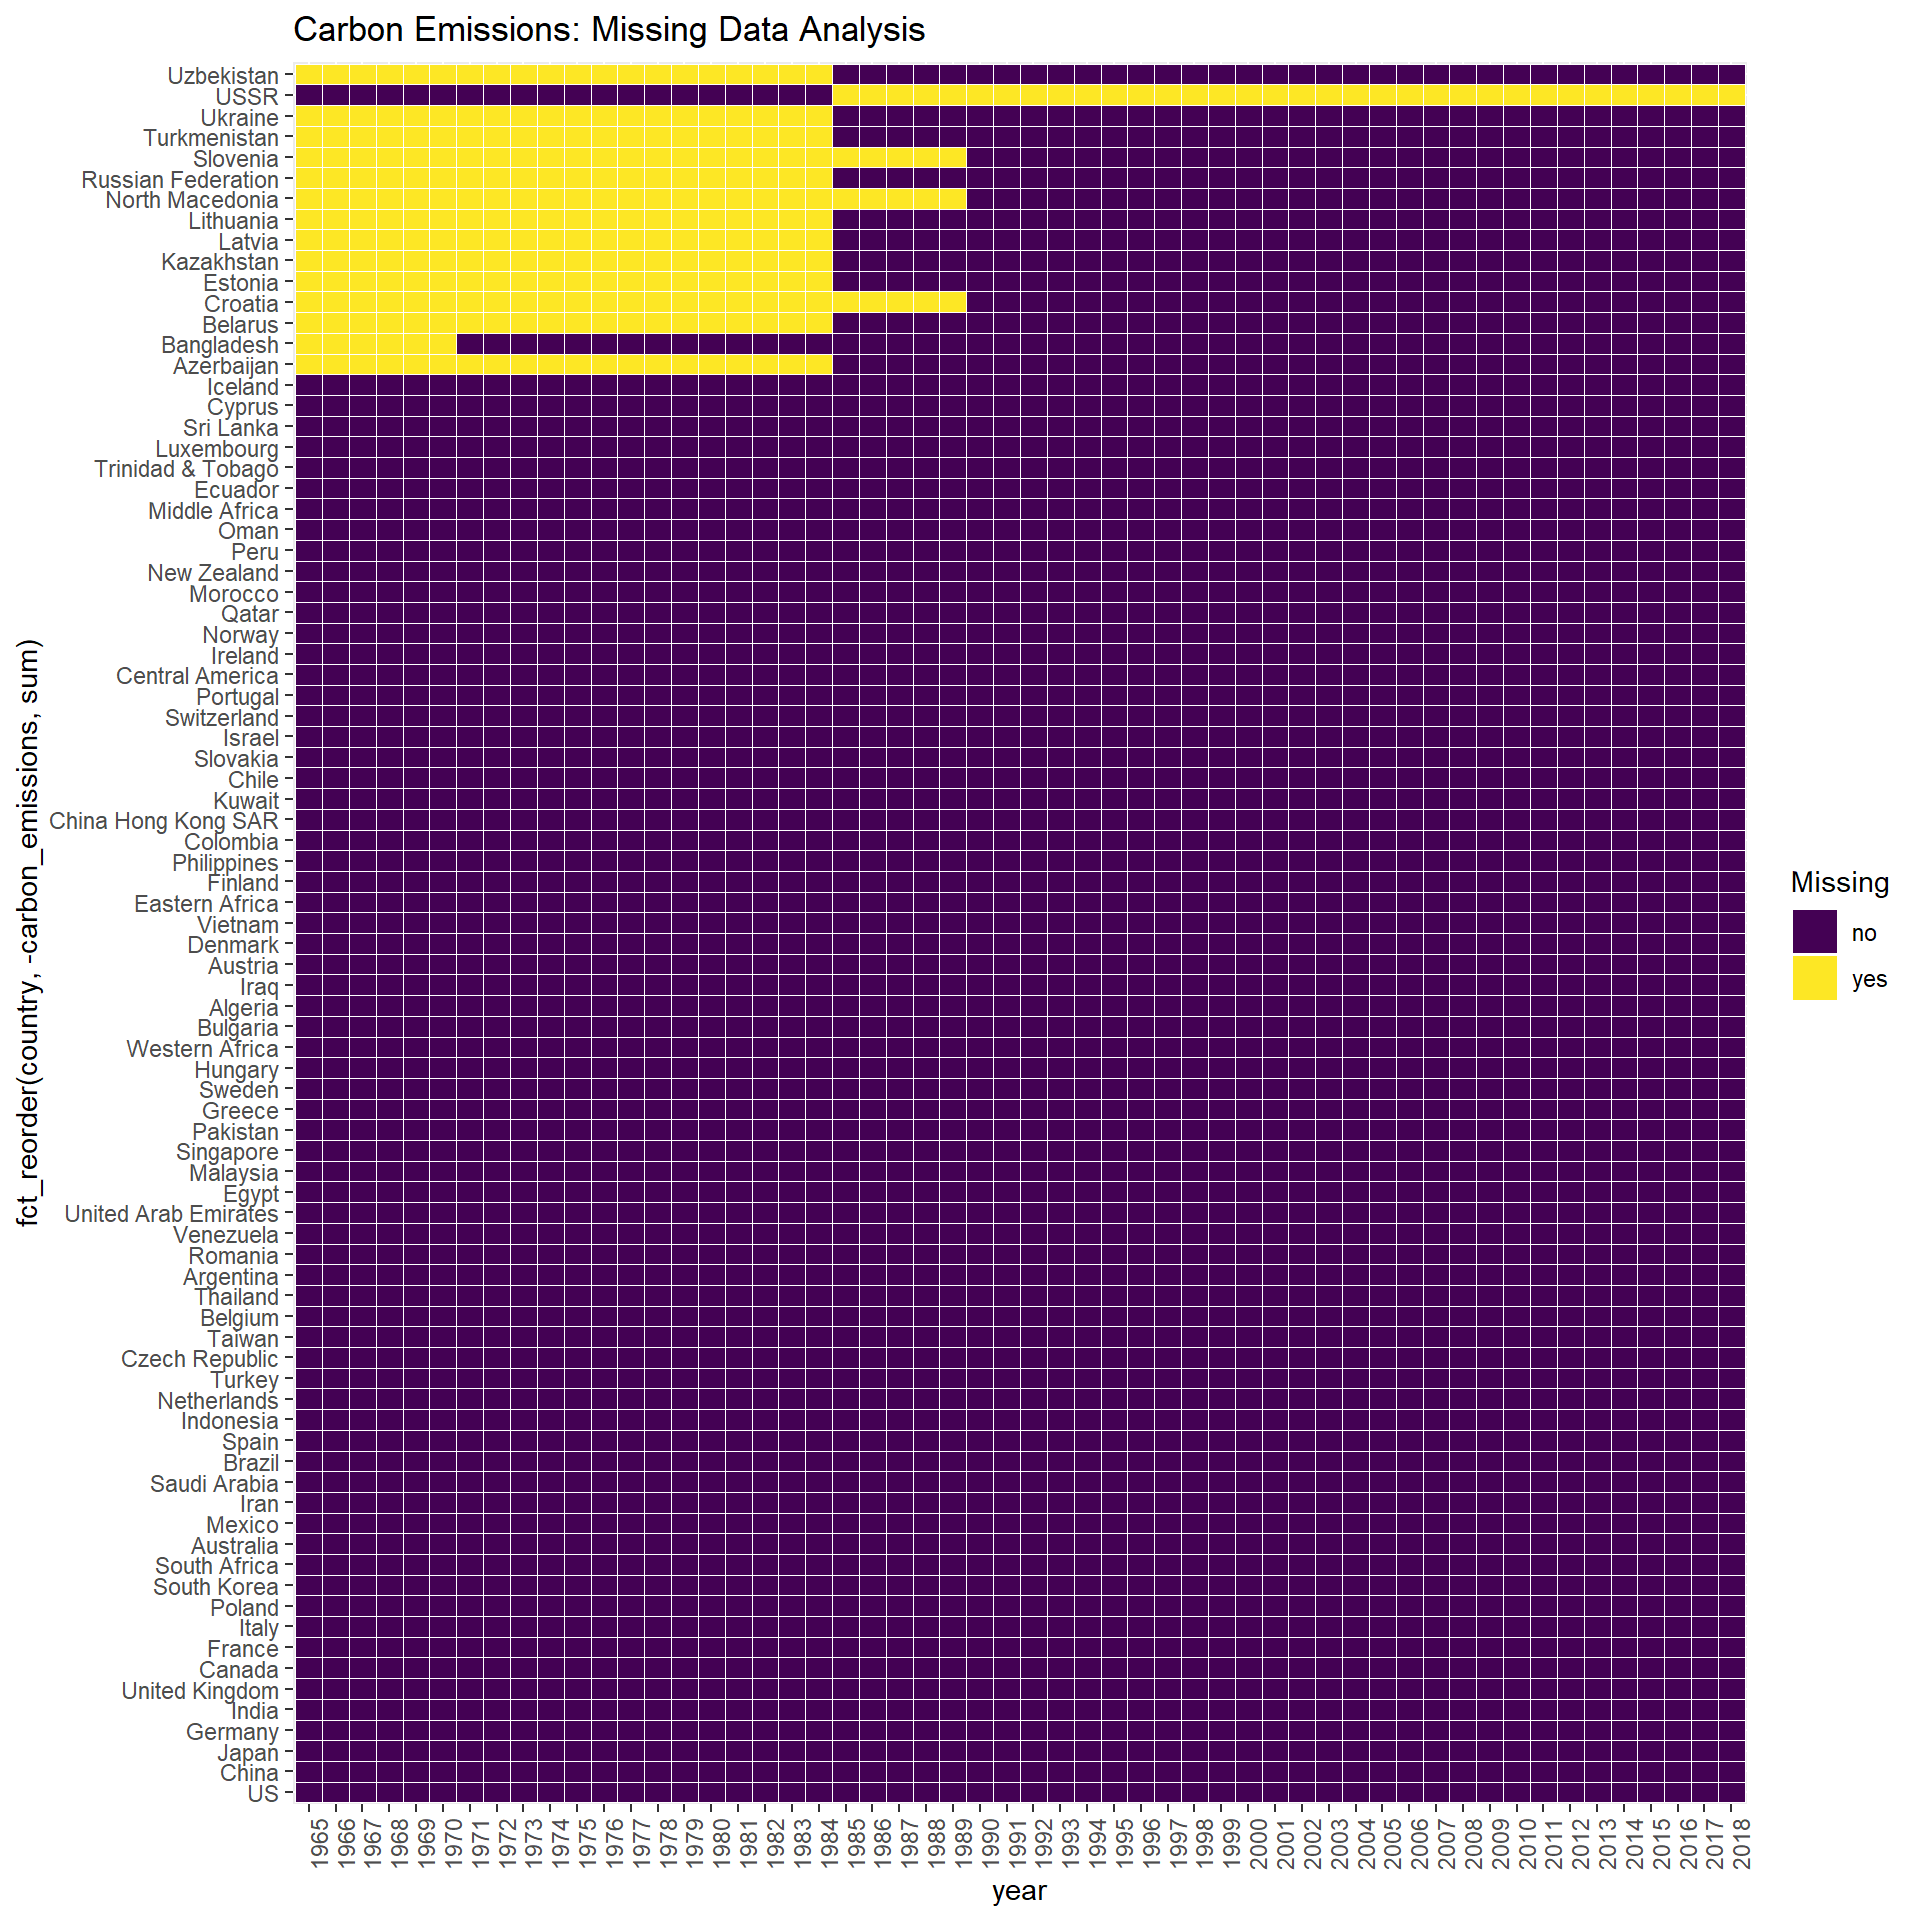 Carbon Emissions: Missing Data Analysis
fct_reorder(country, -carbon_emissions, sum)
Uzbekistan
USSR
Ukraine
Turkmenistan
Slovenia
Russian Federation
North Macedonia
Lithuania
Latvia
Kazakhstan
Estonia
Croatia
Belarus
Bangladesh
Azerbaijan
Iceland
Cyprus
Sri Lanka
Luxembourg
Trinidad & Tobago
Ecuador
Middle Africa
Oman
Peru
New Zealand
Morocco
Qatar
Norway
Ireland
Central America
Portugal
Switzerland
Israel
Slovakia
Chile
Kuwait
China Hong Kong SAR
Colombia
Philippines
Finland
Eastern Africa
Vietnam
Denmark
Austria
Iraq
Algeria
Bulgaria
Western Africa
Hungary
Sweden
Greece
Pakistan
Singapore
Malaysia
Egypt
United Arab Emirates
Venezuela
Romania
Argentina
Thailand
Belgium
Taiwan
Czech Republic
Turkey
Netherlands
Indonesia
Spain
Brazil
Saudi Arabia
Iran
Mexico
Australia
South Africa
South Korea
Poland
Italy
France
Canada
United Kingdom
India
Germany
Japan
China
US
1965
1966
1967
1968
1969
1970
1971
1972
1973
1974
1975
1976
1977
1978
1979
1980
1981
1982
1983
1984
1985
1986
1987
1988
1989
1990
1991
1992
1993
1994
1995
1996
1997
1998
1999
2000
2001
2002
2003
2004
2005
2006
2007
2008
2009
2010
2011
2012
2013
2014
2015
2016
2017
2018
year
Missing
no
yes